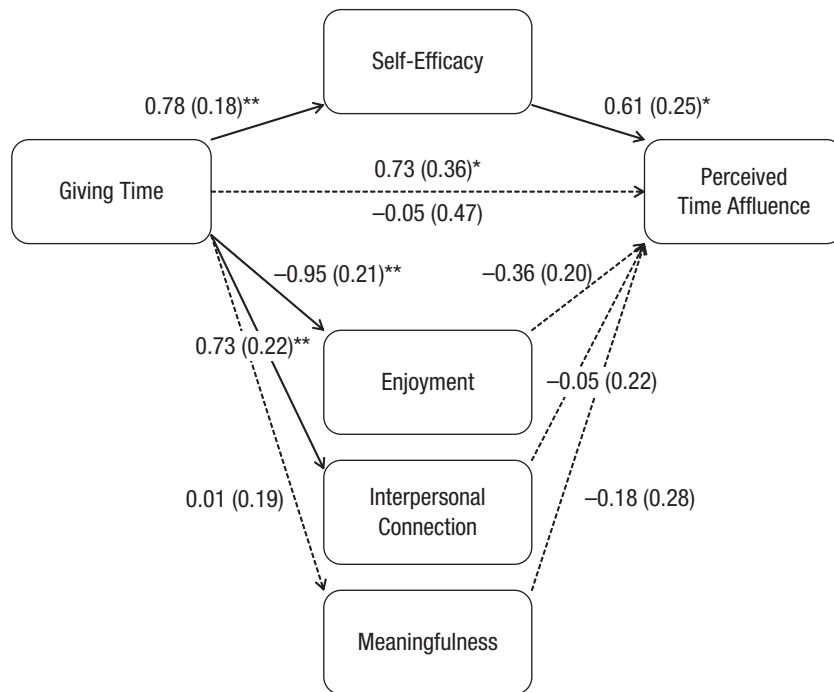 Self-Efficacy
0.78 (0.18)**
0.61 (0.25)*
Giving Time
0.73 (0.36)*
–0.05 (0.47)
Perceived
Time Affluence
–0.95 (0.21)**
–0.36 (0.20)
0.73 (0.22)**
Enjoyment
–0.05 (0.22)
0.01 (0.19)
Interpersonal
Connection
–0.18 (0.28)
Meaningfulness